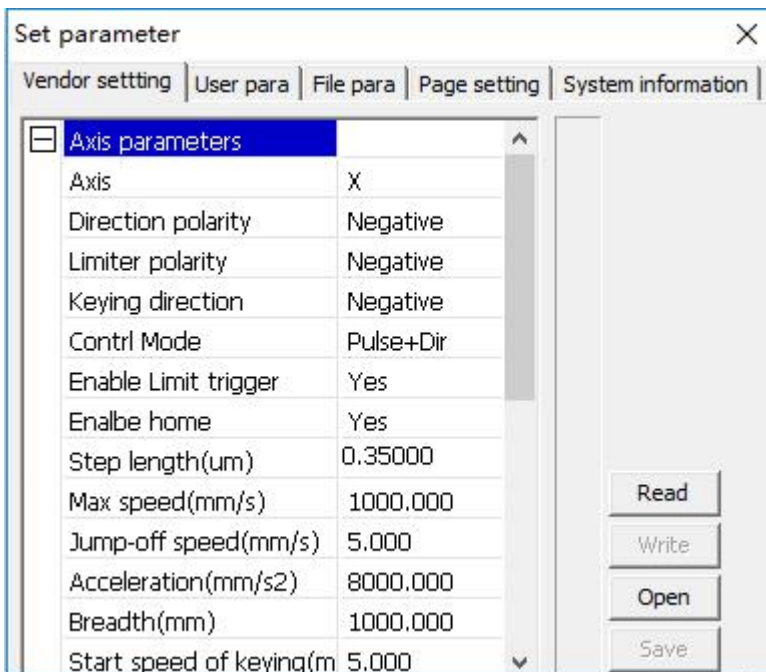 Set parameter
Vendor settting User para File para Page setting System information
Axis parameters
Axis X
Direction polarity Negative
Limiter polarity Negative
Keying direction Negative
Contrl Mode Pulse+Dir
Enable Limit trigger Yes
Enalbe home Yes
Step length(um) 0.35000
Max speed(mm/s) 1000.000
Jump-off speed(mm/s) 5.000
Acceleration(mm/s2) 8000.000
Breadth(mm) 1000.000
Start speed of keying(m 5.000
Read
Write
Open
Save